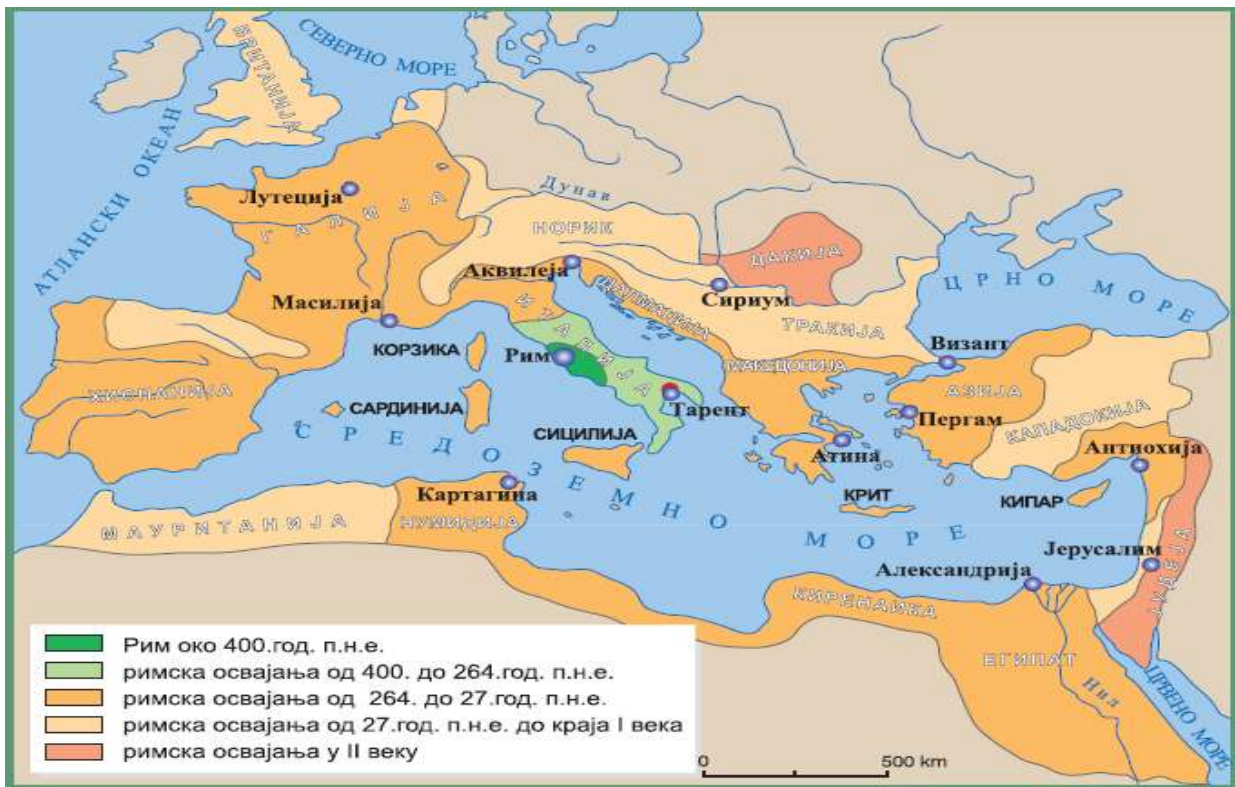 БРИТАНИЈА
СЕВЕРНО МОРЕ
АТЛАНСКИ ОКЕАН
Лутеција
ГАЛИЈА
Дунав
НОРИК
ДАКИЈА
Аквилеја
Сириум
ЦРНО МОРЕ
Масилија
ИТАЛИЈА
ДАЛМАЦИЈА
ТРАКИЈА
Визант
КОРЗИКА
Рим
МАКЕДОНИЈА
АЗИЈА
ХИСПАНИЈА
САРДИНИЈА
Тарент
Пергам
КАПАДОКИЈА
СИЦИЛИЈА
Атина
Антиохија
СРЕДОЗЕМНО МОРЕ
Картагина
КРИТ
КИПАР
МАУРИТАНИЈА
НУМИДИЈА
Јерусалим
ЈУДЕЈА
Александрија
КИРЕНАИКА
ЕГИПАТ
Нил
ЦРВЕНО МОРЕ
Рим око 400.год. п.н.е.
римска освајања од 400. до 264.год. п.н.е.
римска освајања од 264. до 27.год. п.н.е.
римска освајања од 27.год. п.н.е. до краја I века
римска освајања у II веку
0 500 km